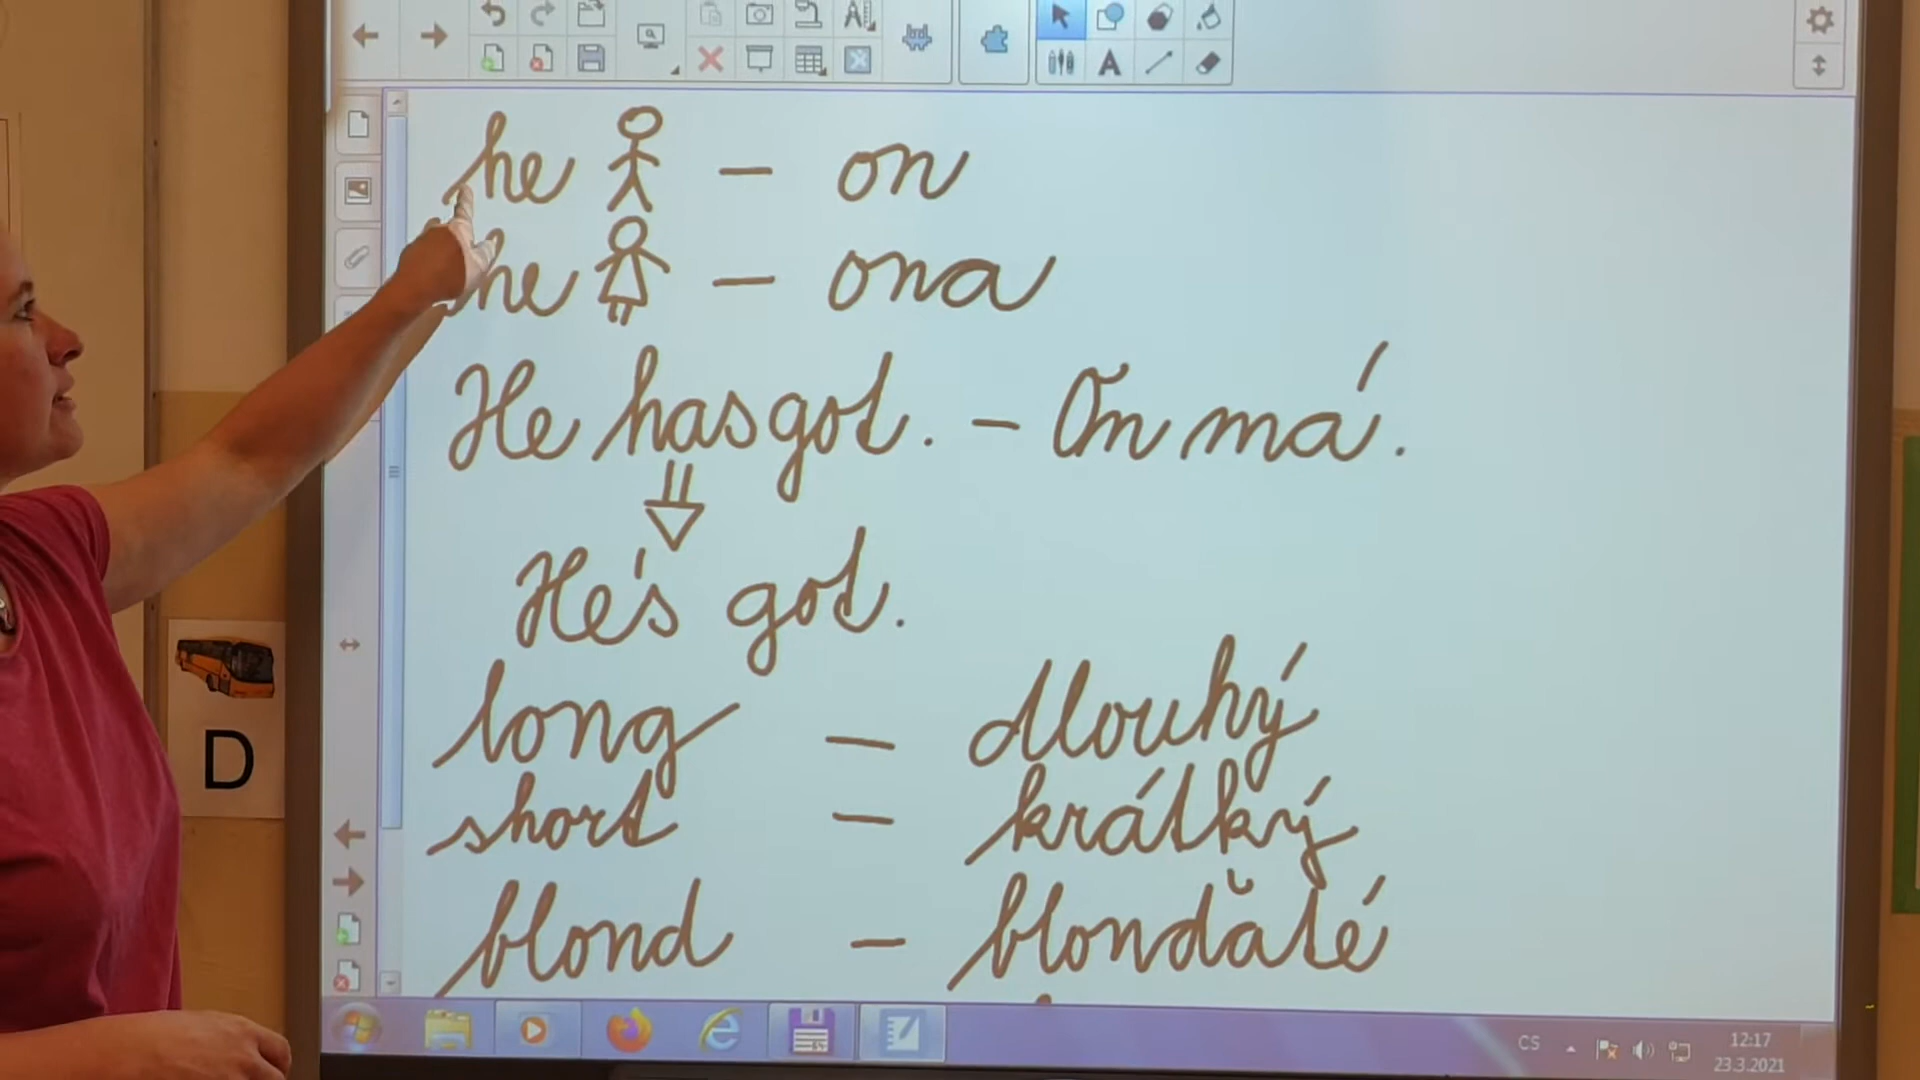 he – on
she – ona
He has got. – On má.
He's got.
long – dlouhý
short – krátký
blond – blonďaté
D
CS
12:17
23.3.2021